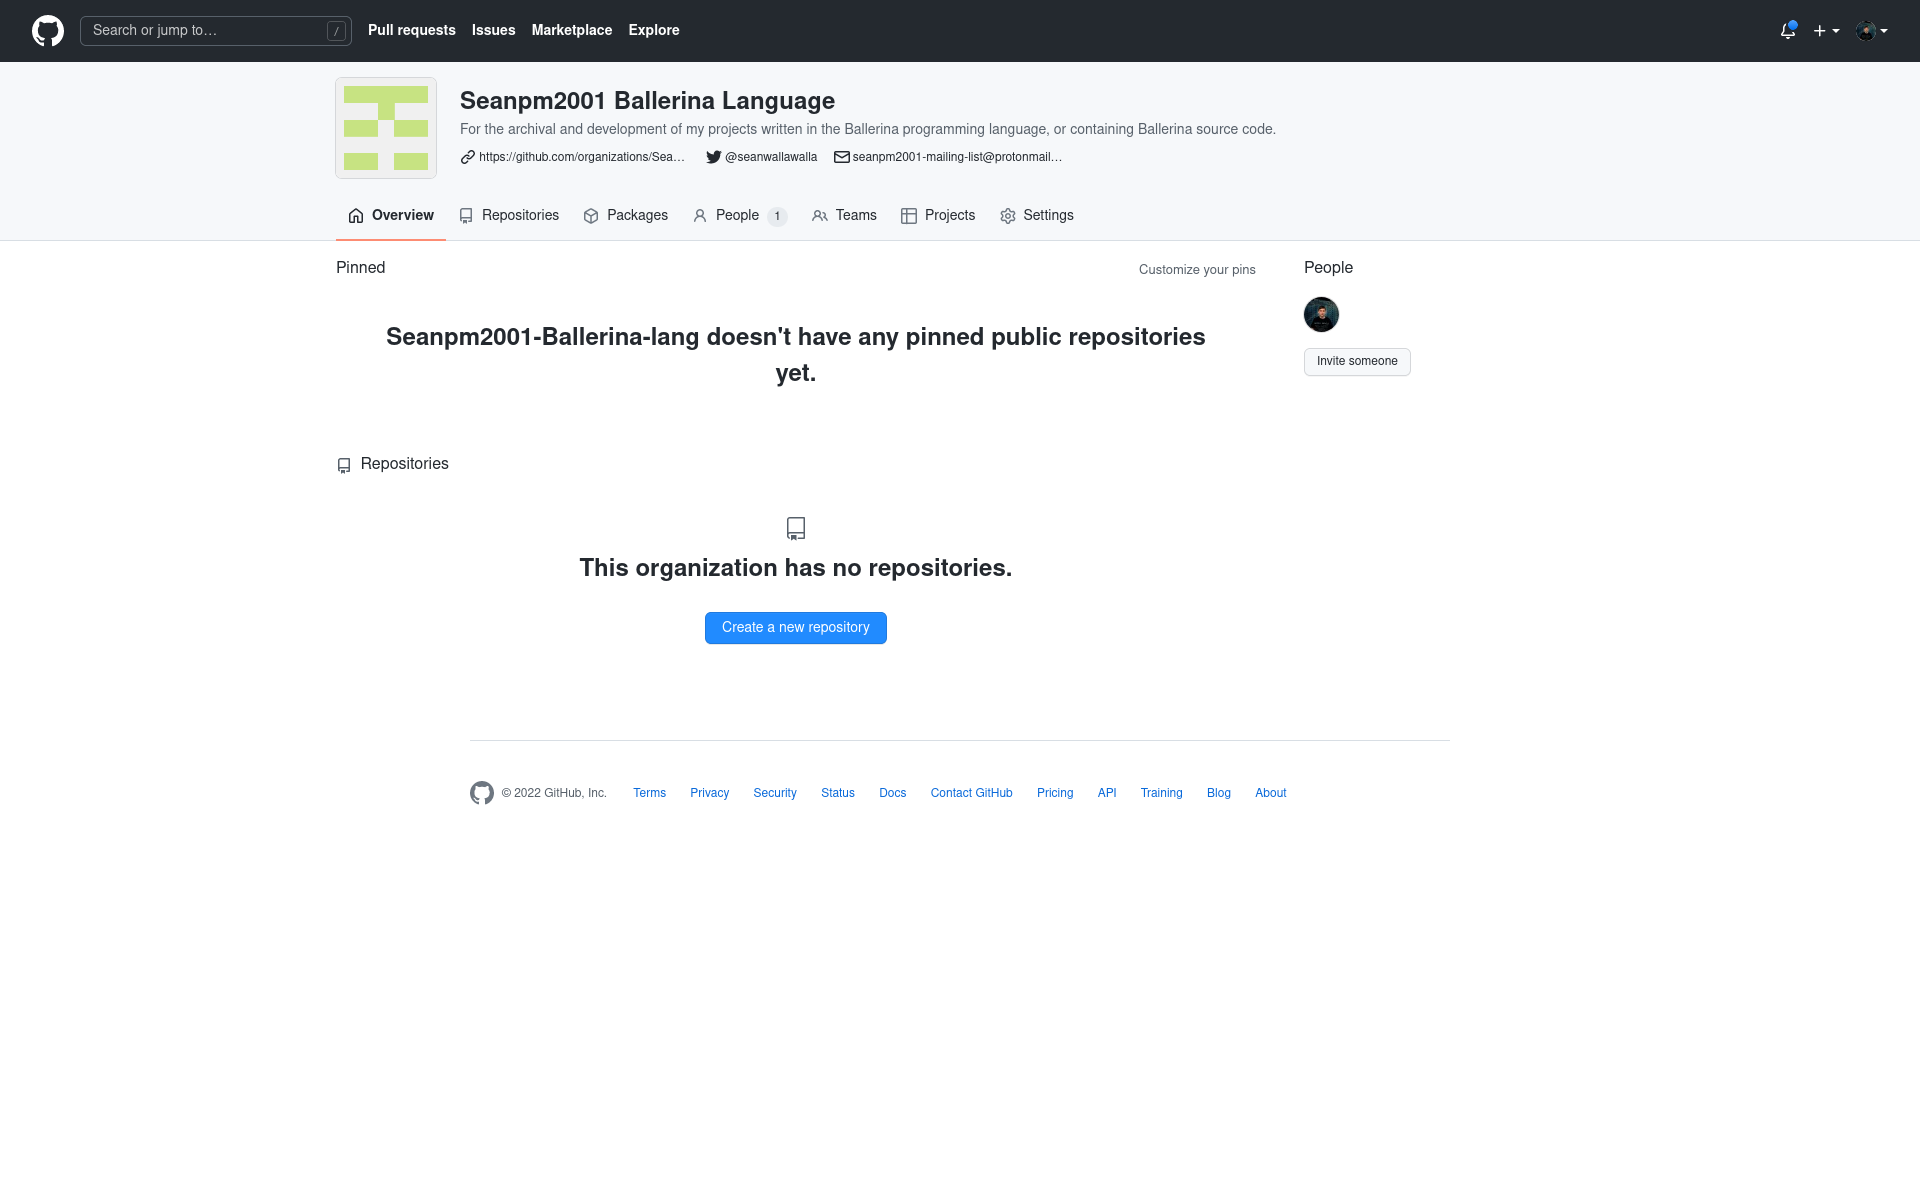 Search or jump to… /
Pull requests
Issues
Marketplace
Explore
Seanpm2001 Ballerina Language
For the archival and development of my projects written in the Ballerina programming language, or containing Ballerina source code.
https://github.com/organizations/Sea… @seanwallawalla seanpm2001-mailing-list@protonmail…
Overview Repositories Packages People 1 Teams Projects Settings
Pinned
Customize your pins
Seanpm2001-Ballerina-lang doesn't have any pinned public repositories
yet.
Repositories
This organization has no repositories.
Create a new repository
People
Invite someone
© 2022 GitHub, Inc. Terms Privacy Security Status Docs Contact GitHub Pricing API Training Blog About